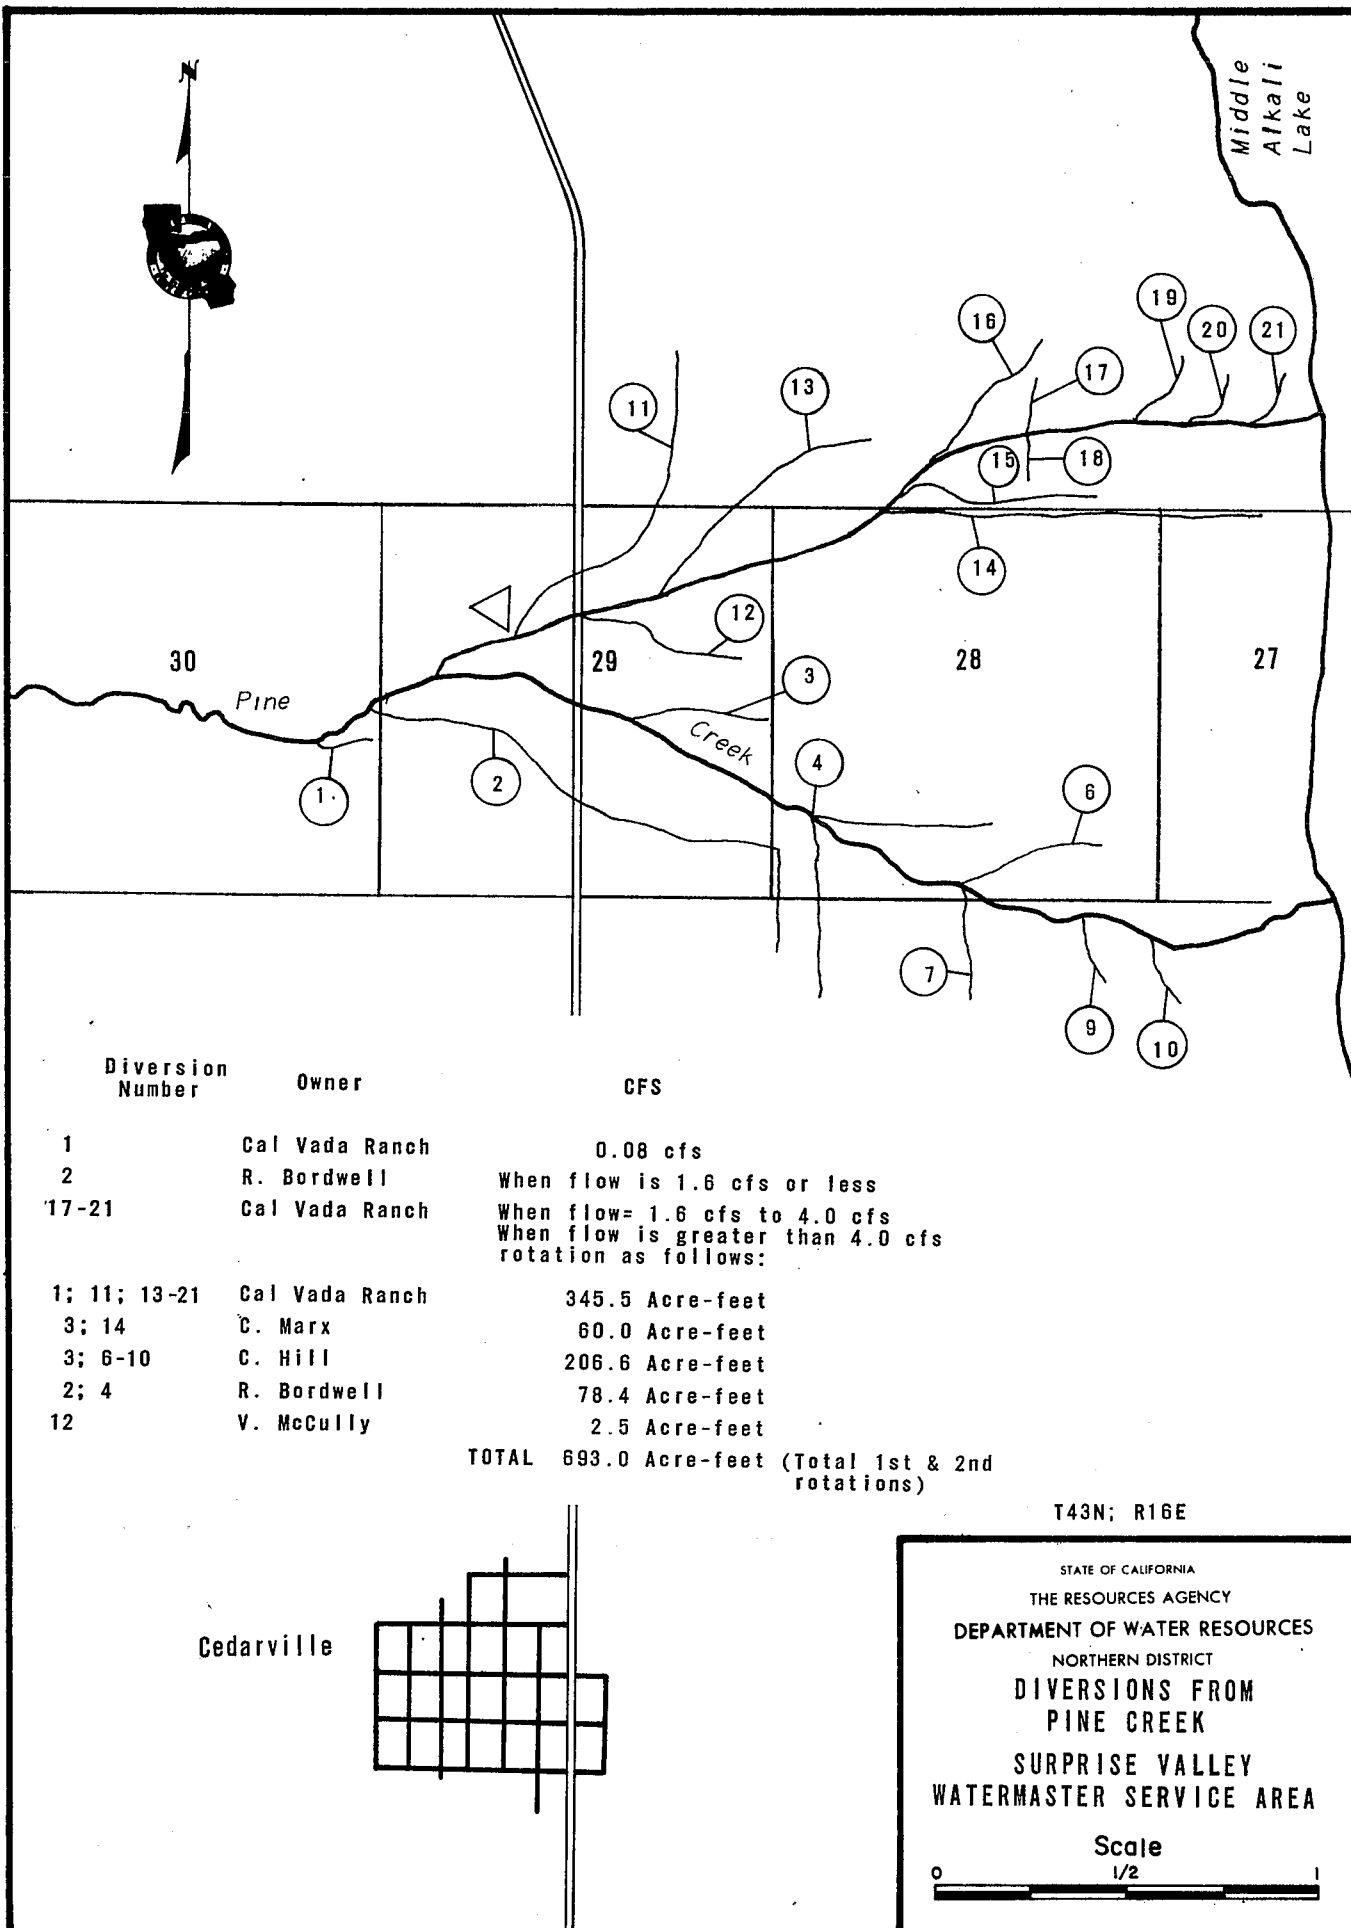 N
Middle
Alkali
Lake
19
16
20
21
17
13
11
15
18
14
12
30
29
28
27
3
Pine
Creek
4
2
1
6
7
9
10
Diversion
Number
Owner
CFS
1 Cal Vada Ranch 0.08 cfs
2 R. Bordwell When flow is 1.6 cfs or less
17-21 Cal Vada Ranch When flow= 1.6 cfs to 4.0 cfs
When flow is greater than 4.0 cfs
rotation as follows:
1; 11; 13-21 Cal Vada Ranch 345.5 Acre-feet
3; 14 C. Marx 60.0 Acre-feet
3; 6-10 C. Hill 206.6 Acre-feet
2; 4 R. Bordwell 78.4 Acre-feet
12 V. McCully 2.5 Acre-feet
TOTAL 693.0 Acre-feet (Total 1st & 2nd
rotations)
T43N; R16E
Cedarville
STATE OF CALIFORNIA
THE RESOURCES AGENCY
DEPARTMENT OF WATER RESOURCES
NORTHERN DISTRICT
DIVERSIONS FROM
PINE CREEK
SURPRISE VALLEY
WATERMASTER SERVICE AREA
Scale
0 1/2 1